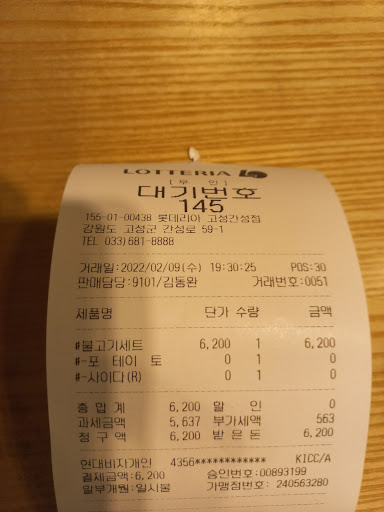 LOTTERIA
(무 인)
대기번호
145
155-01-00438 롯데리아 고성간성점
강원도 고성군 간성로 59-1
TEL 033)681-8888
거래일:2022/02/09(수) 19:30:25 POS:30
판매담당:9101/김동완 거래번호:0051
제품명 단가 수량 금액
#불고기세트 6,200 1 6,200
#-포 테이 토 0 1 0
#-사이다(R) 0 1 0
총 합 계 6,200 할 인 0
과세금액 5,637 부가세액 563
청 구 액 6,200 받 은 돈 6,200
현대비자개인 4356************ KICC/A
결제금액:6,200 승인번호:00893199
할부개월:일시불 가맹점번호: 240563280